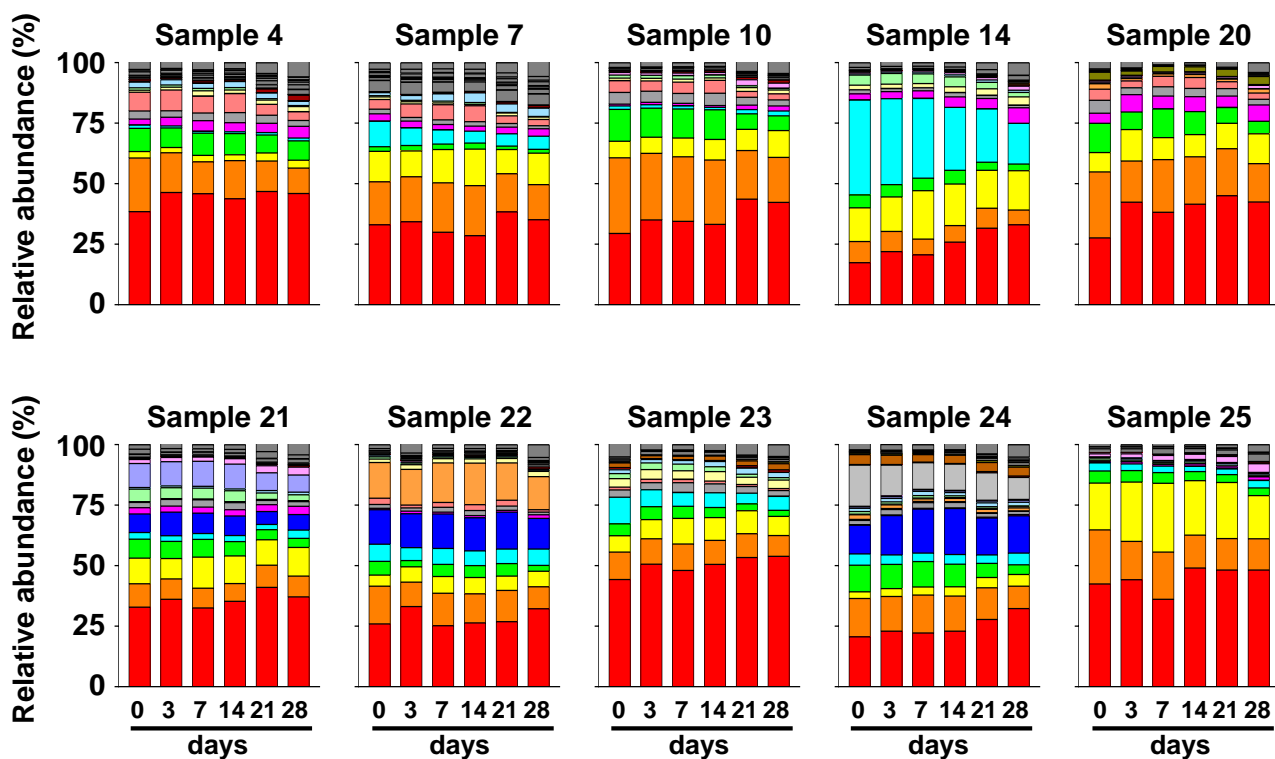 Relative abundance (%)
Sample 4 Sample 7 Sample 10 Sample 14 Sample 20
100
75
50
25
0
Relative abundance (%)
Sample 21 Sample 22 Sample 23 Sample 24 Sample 25
100
75
50
25
0
0 3 7 14 21 28 0 3 7 14 21 28 0 3 7 14 21 28 0 3 7 14 21 28 0 3 7 14 21 28
days days days days days